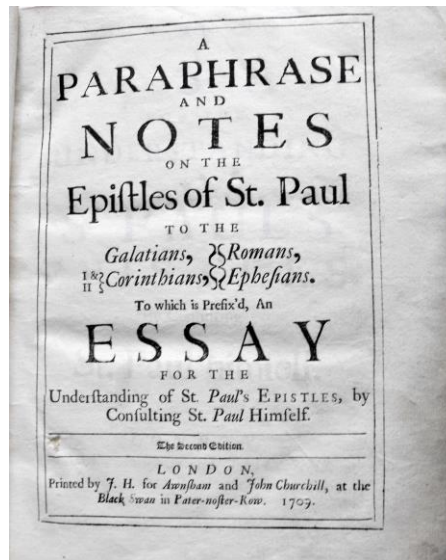 A
PARAPHRASE
AND
NOTES
ON THE
Epiſtles of St. Paul
TO THE
Galatians, Romans,
I & II Corinthians, Epheſians.
To which is Prefix'd, An
ESSAY
FOR THE
Underſtanding of St. Paul's EPISTLES, by
Conſulting St. Paul Himſelf.
The Second Edition.
LONDON,
Printed by J. H. for Awnſham and John Churchill, at the
Black Swan in Pater-noſter-Row. 1709.